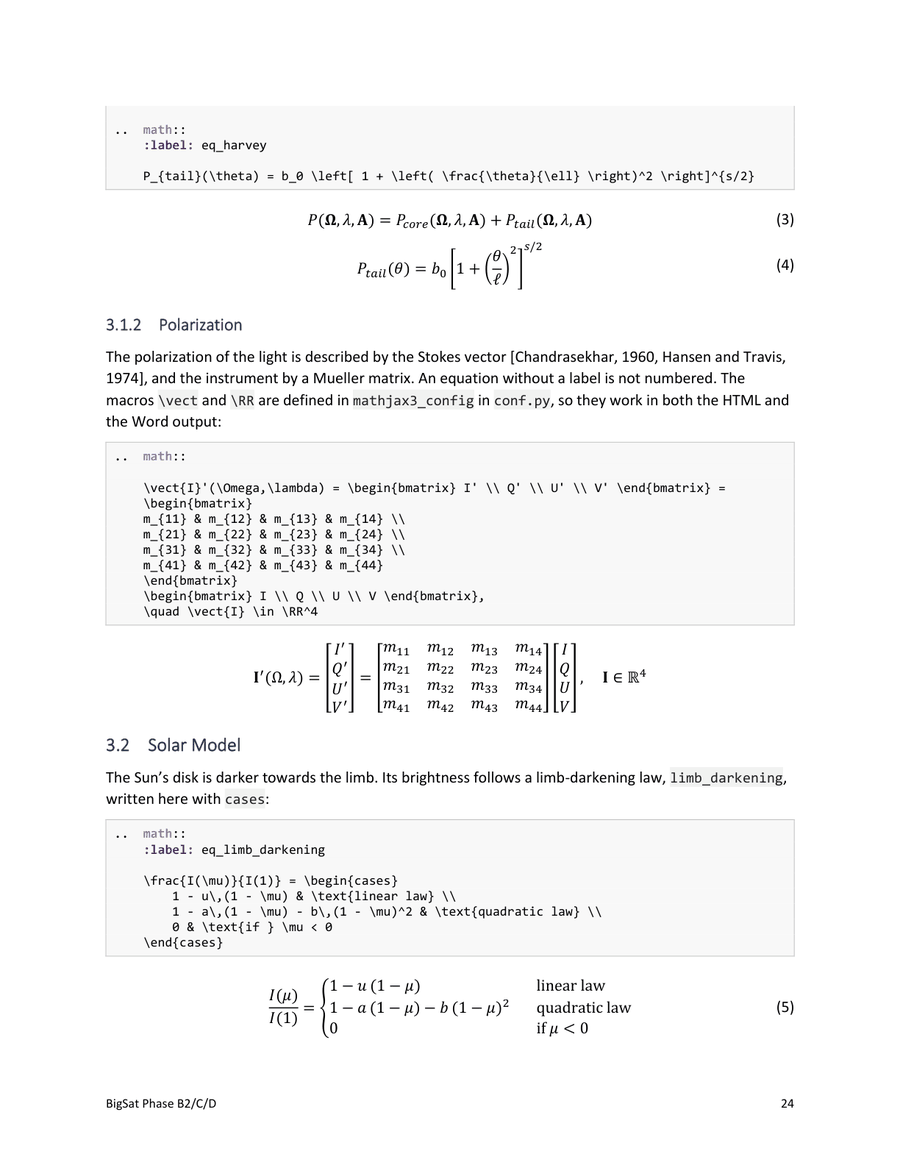 .. math::
:label: eq_harvey
P_{tail}(\theta) = b_0 \left[ 1 + \left( \frac{\theta}{\ell} \right)^2 \right]^{s/2}
P(Ω, λ, A) = P_core(Ω, λ, A) + P_tail(Ω, λ, A) (3)
P_tail(θ) = b_0 [1 + (θ/ℓ)^2]^{s/2} (4)
3.1.2 Polarization
The polarization of the light is described by the Stokes vector [Chandrasekhar, 1960, Hansen and Travis,
1974], and the instrument by a Mueller matrix. An equation without a label is not numbered. The
macros \vect and \RR are defined in mathjax3_config in conf.py, so they work in both the HTML and
the Word output:
.. math::
\vect{I}'(\Omega,\lambda) = \begin{bmatrix} I' \\ Q' \\ U' \\ V' \end{bmatrix} =
\begin{bmatrix}
m_{11} & m_{12} & m_{13} & m_{14} \\
m_{21} & m_{22} & m_{23} & m_{24} \\
m_{31} & m_{32} & m_{33} & m_{34} \\
m_{41} & m_{42} & m_{43} & m_{44}
\end{bmatrix}
\begin{bmatrix} I \\ Q \\ U \\ V \end{bmatrix},
\quad \vect{I} \in \RR^4
I′(Ω, λ) = [I′ Q′ U′ V′] = [m11 m12 m13 m14
m21 m22 m23 m24
m31 m32 m33 m34
m41 m42 m43 m44] [I Q U V], I ∈ ℝ⁴
3.2 Solar Model
The Sun’s disk is darker towards the limb. Its brightness follows a limb-darkening law, limb_darkening,
written here with cases:
.. math::
:label: eq_limb_darkening
\frac{I(\mu)}{I(1)} = \begin{cases}
1 - u\,(1 - \mu) & \text{linear law} \\
1 - a\,(1 - \mu) - b\,(1 - \mu)^2 & \text{quadratic law} \\
0 & \text{if } \mu < 0
\end{cases}
I(μ)/I(1) = { 1 − u (1 − μ) linear law
1 − a (1 − μ) − b (1 − μ)² quadratic law (5)
0 if μ < 0
BigSat Phase B2/C/D 24